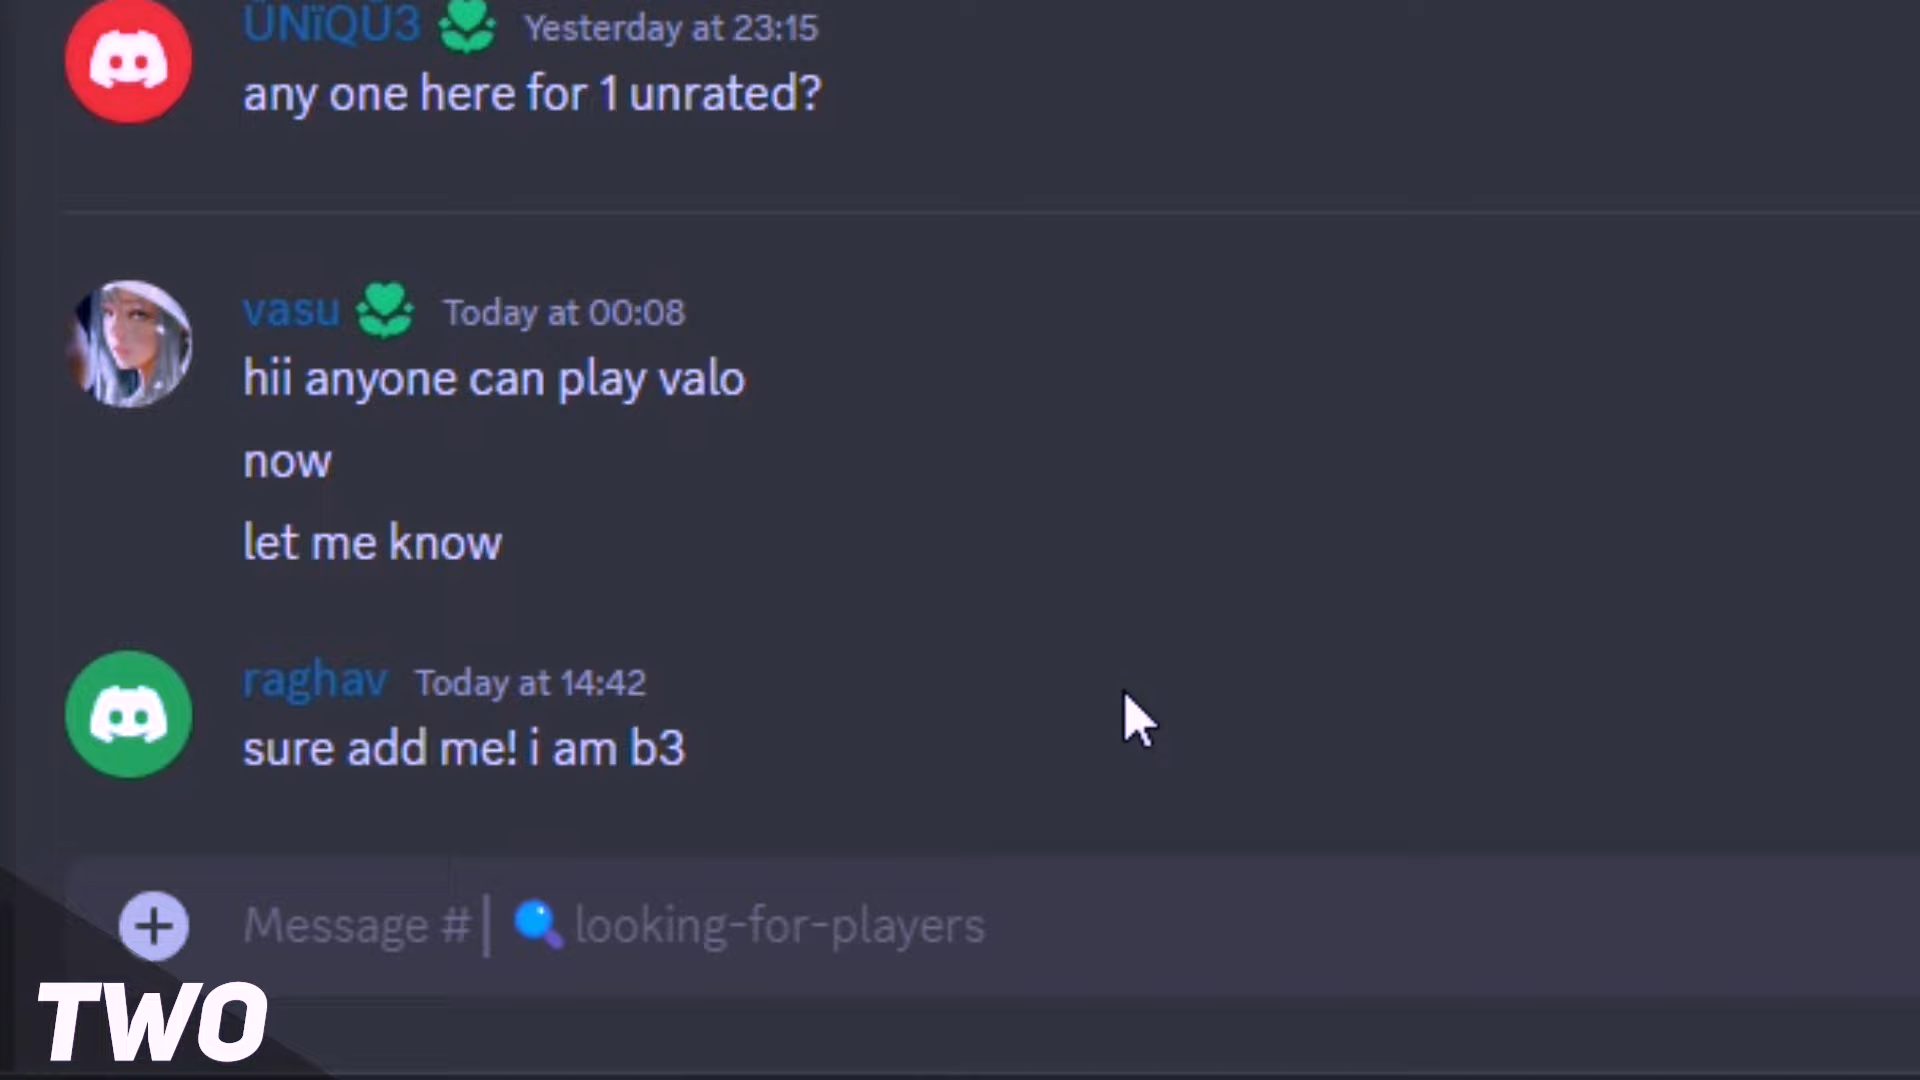 ŪNïQŪ3 Yesterday at 23:15
any one here for 1 unrated?
vasu Today at 00:08
hii anyone can play valo
now
let me know
raghav Today at 14:42
sure add me! i am b3
Message #| looking-for-players
TWO